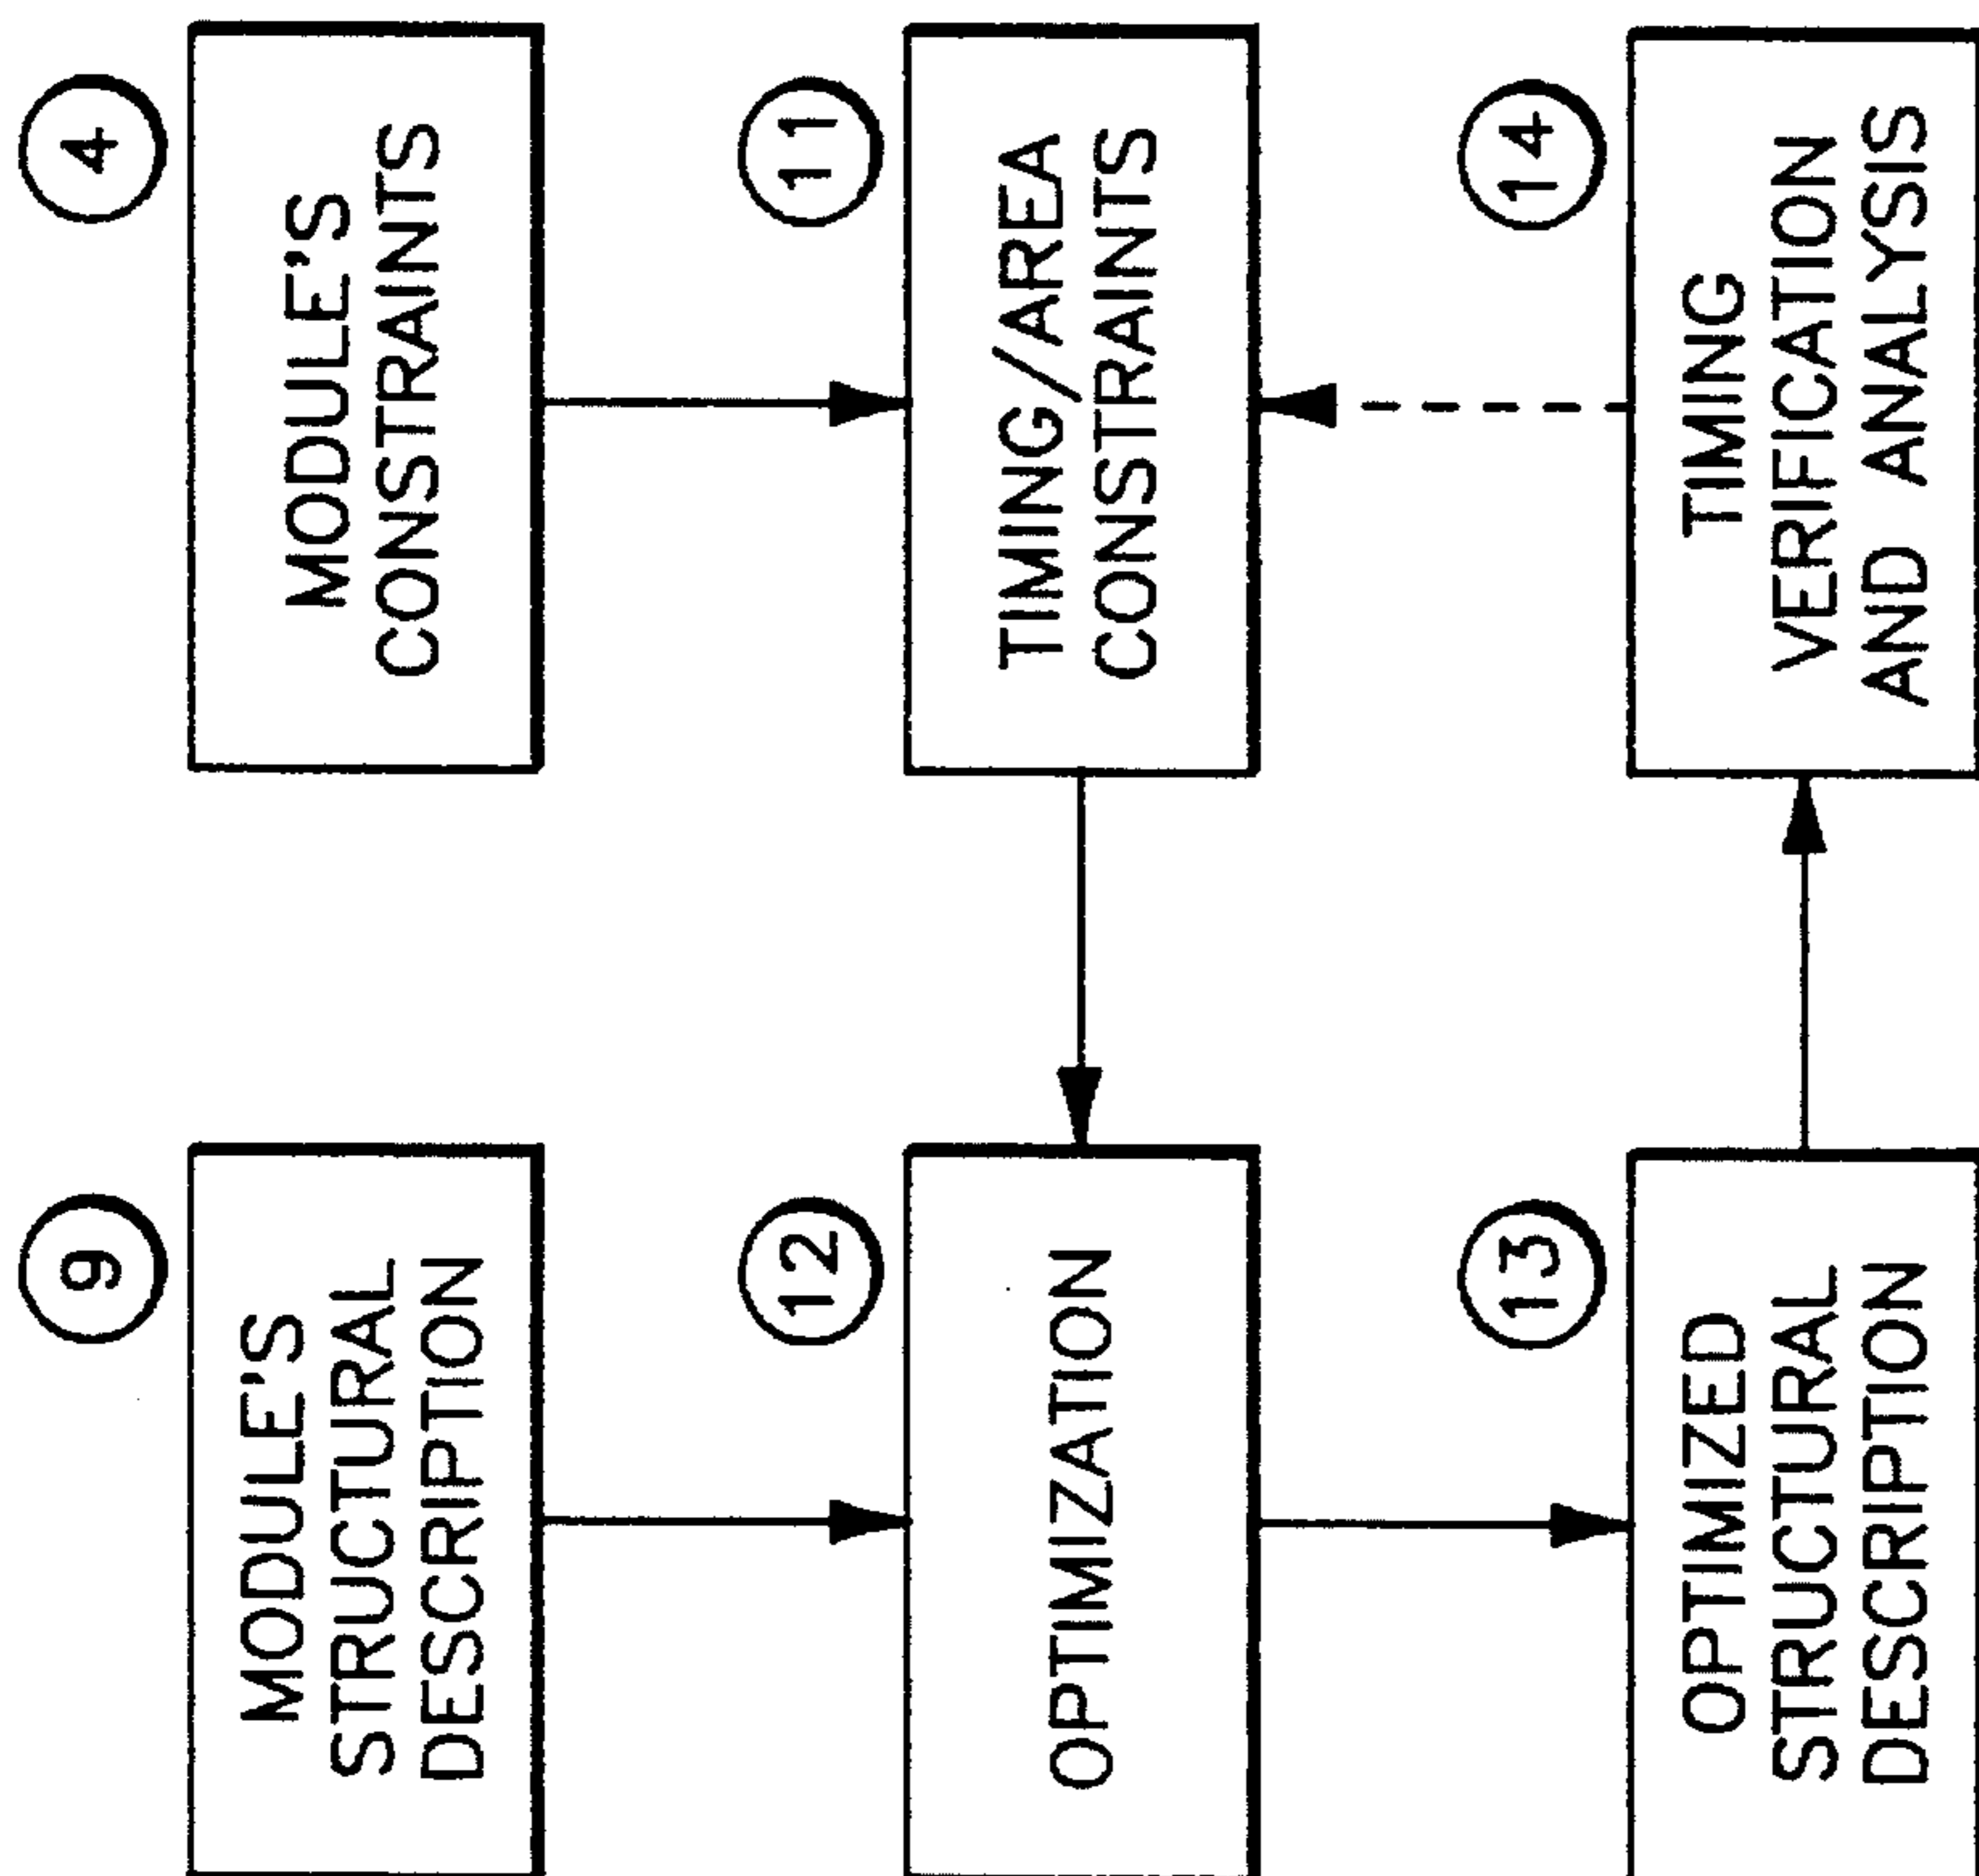 9
MODULE'S
STRUCTURAL
DESCRIPTION
4
MODULE'S
CONSTRAINTS
12
OPTIMIZATION
11
TIMING/AREA
CONSTRAINTS
13
OPTIMIZED
STRUCTURAL
DESCRIPTION
14
TIMING
VERIFICATION
AND ANALYSIS